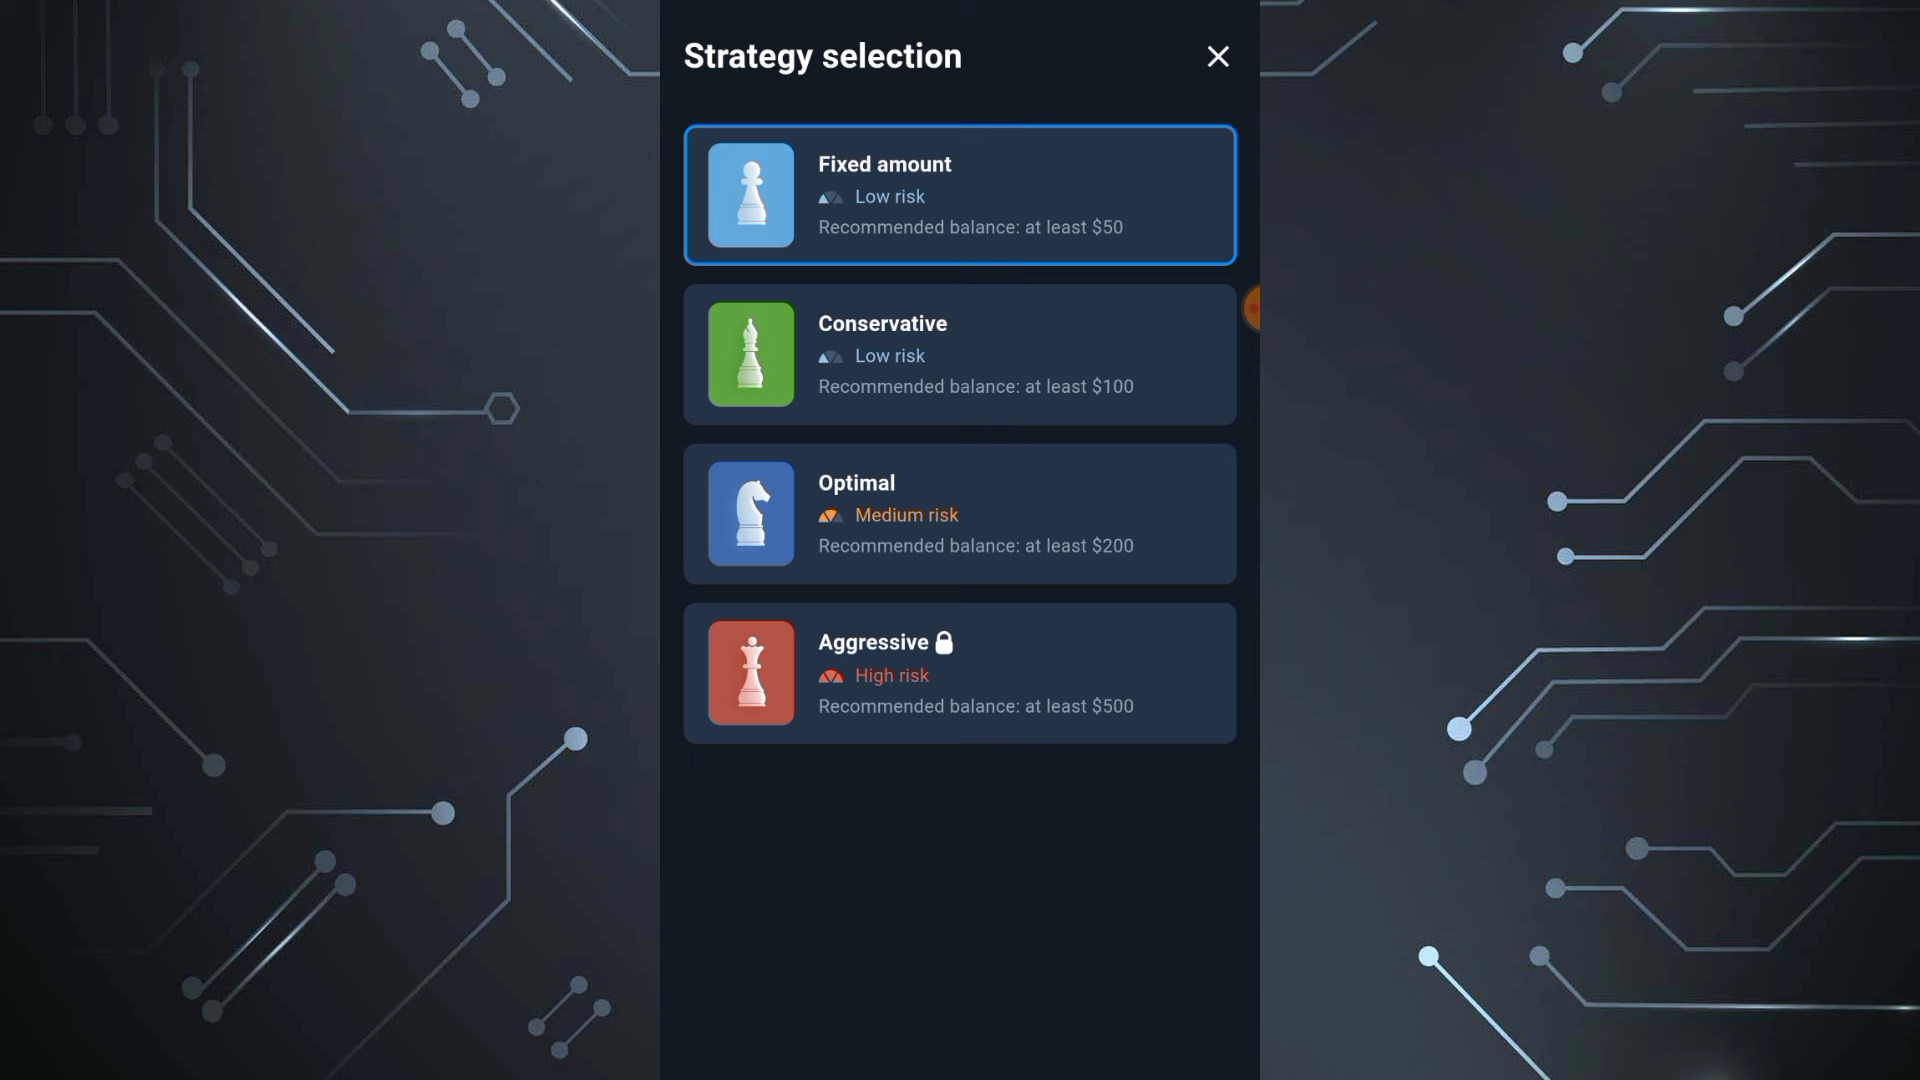 Strategy selection
Fixed amount
Low risk
Recommended balance: at least $50
Conservative
Low risk
Recommended balance: at least $100
Optimal
Medium risk
Recommended balance: at least $200
Aggressive
High risk
Recommended balance: at least $500